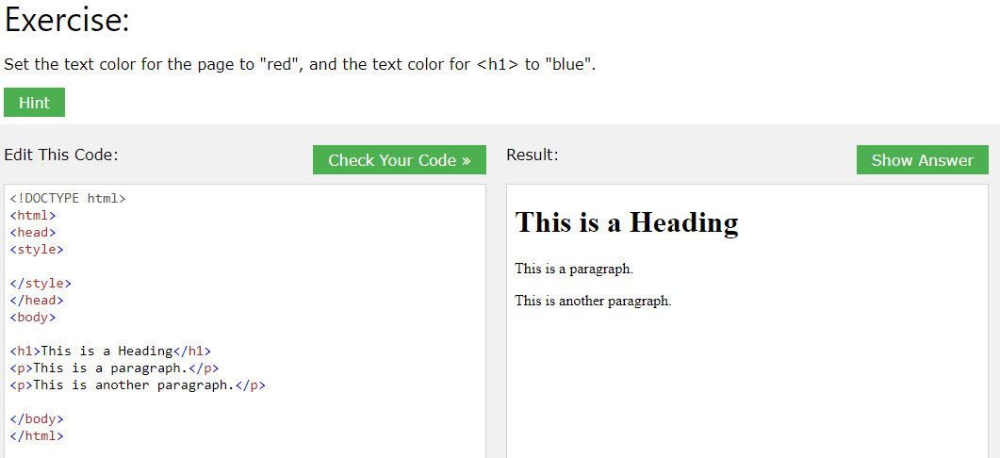 Exercise:
Set the text color for the page to "red", and the text color for <h1> to "blue".
Hint
Edit This Code:
Check Your Code »
<!DOCTYPE html>
<html>
<head>
<style>
</style>
</head>
<body>
<h1>This is a Heading</h1>
<p>This is a paragraph.</p>
<p>This is another paragraph.</p>
</body>
</html>
Result:
Show Answer
This is a Heading
This is a paragraph.
This is another paragraph.